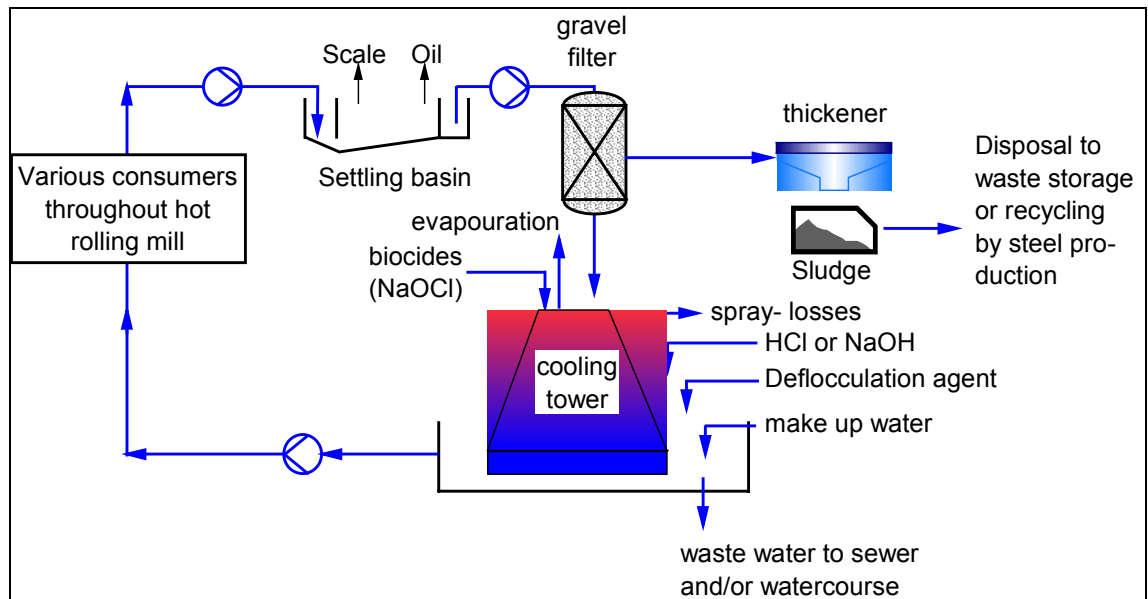 gravel
filter
Scale
Oil
thickener
Settling basin
Various consumers
throughout hot
rolling mill
Disposal to
waste storage
or recycling
by steel pro-
duction
Sludge
evapouration
biocides
(NaOCl)
spray- losses
HCl or NaOH
cooling
tower
Deflocculation agent
make up water
waste water to sewer
and/or watercourse